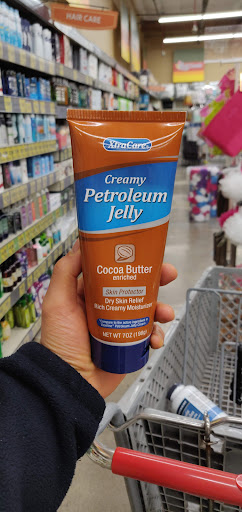 HAIR CARE
XtraCare
Creamy
Petroleum
Jelly
Cocoa Butter
enriched
Skin Protector
Dry Skin Relief
Rich Creamy Moisturizer
NET WT 7OZ (198g)